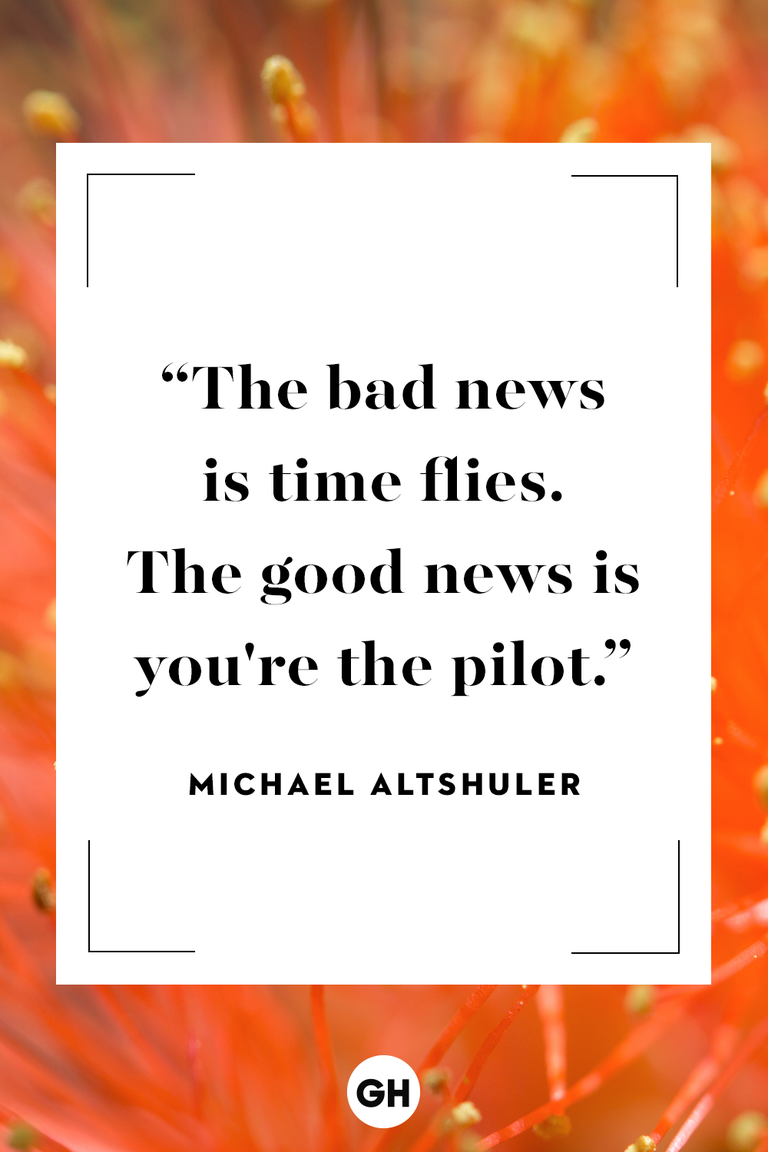 “The bad news
is time flies.
The good news is
you're the pilot.”
MICHAEL ALTSHULER
GH